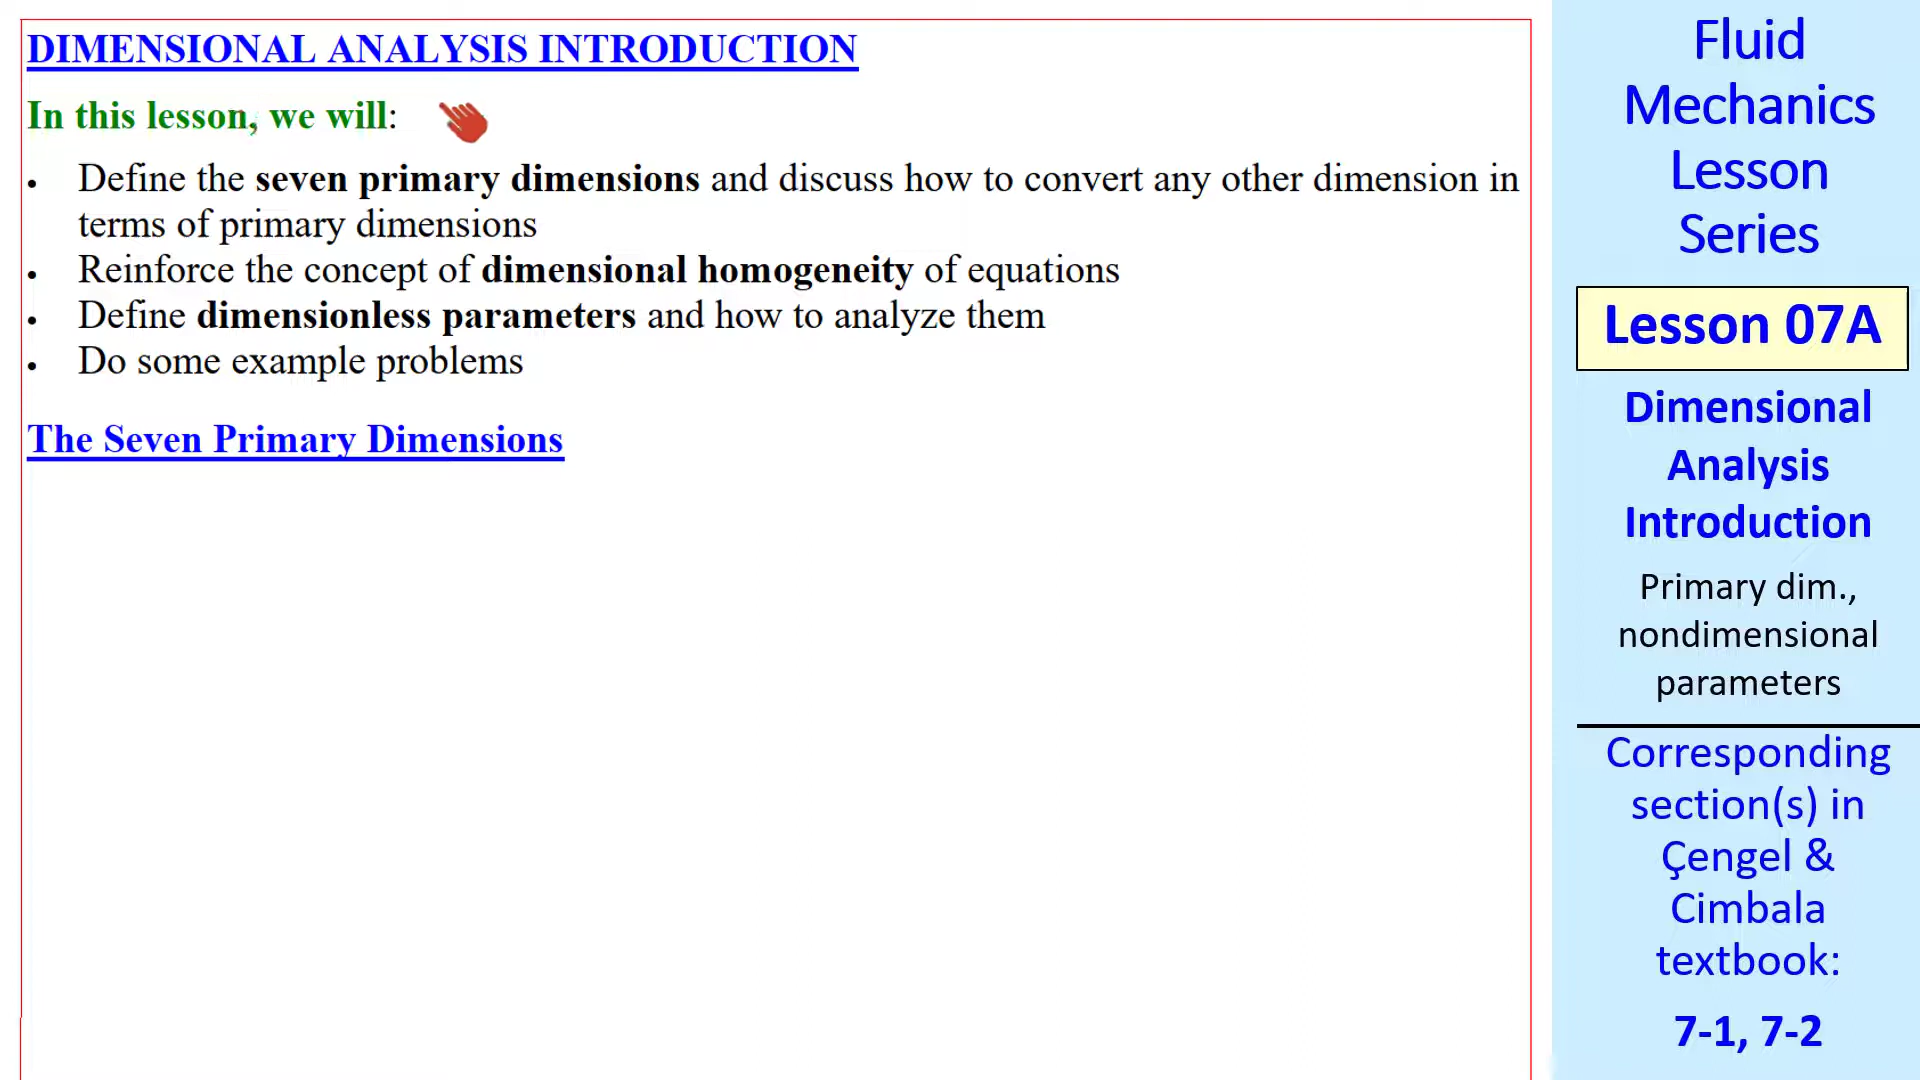 DIMENSIONAL ANALYSIS INTRODUCTION
In this lesson, we will:
• Define the seven primary dimensions and discuss how to convert any other dimension in
terms of primary dimensions
• Reinforce the concept of dimensional homogeneity of equations
• Define dimensionless parameters and how to analyze them
• Do some example problems
The Seven Primary Dimensions
Fluid
Mechanics
Lesson
Series
Lesson 07A
Dimensional
Analysis
Introduction
Primary dim.,
nondimensional
parameters
Corresponding
section(s) in
Çengel &
Cimbala
textbook:
7-1, 7-2